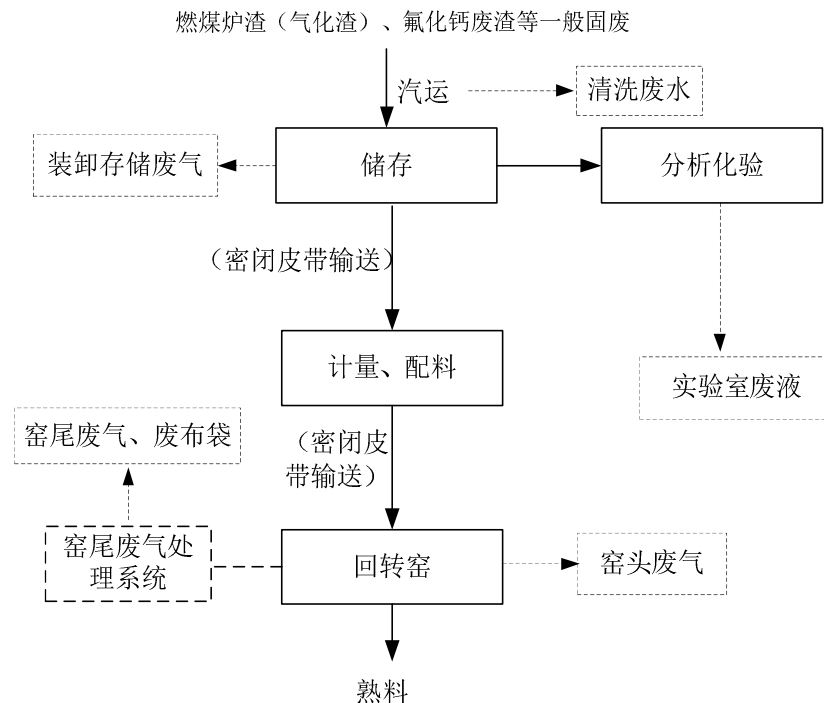 燃煤炉渣（气化渣）、氟化钙废渣等一般固废
汽运
清洗废水
装卸存储废气
储存
分析化验
（密闭皮带输送）
计量、配料
实验室废液
窑尾废气、废布袋
（密闭皮
带输送）
窑尾废气处
理系统
回转窑
窑头废气
熟料